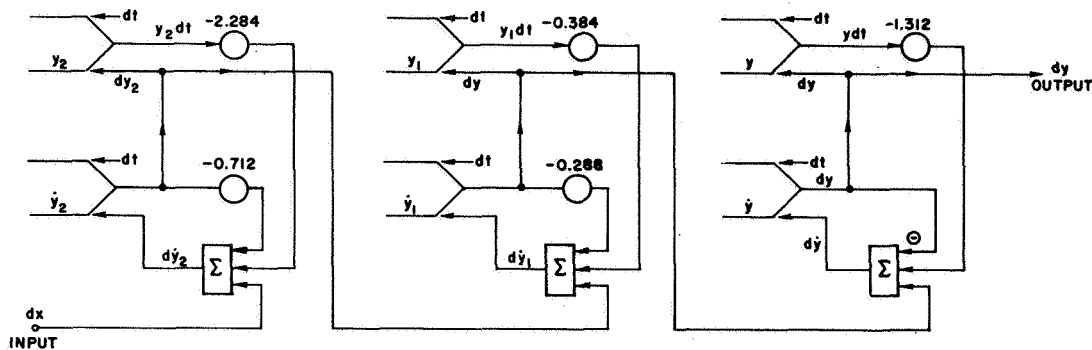 dt
-2.284
y₂dt
y₂
dy₂
dt
-0.712
ẏ₂
dẏ₂
Σ
dx
INPUT
dt
-0.384
y₁dt
y₁
dy
dt
-0.288
ẏ₁
dẏ₁
Σ
dt
-1.312
ydt
y
dy
dy
OUTPUT
dt
dy
ẏ
dẏ
⊖
Σ